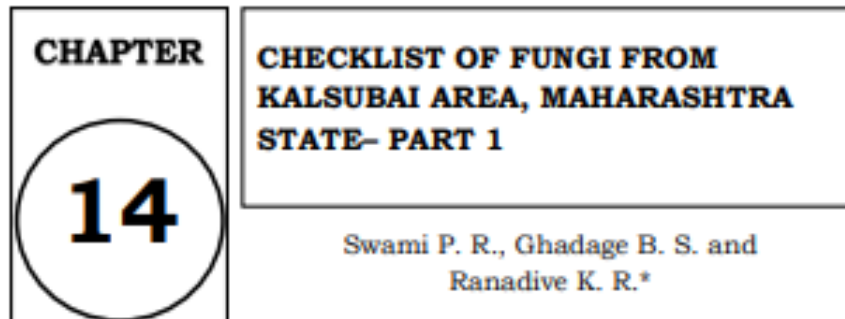 CHAPTER
14
CHECKLIST OF FUNGI FROM
KALSUBAI AREA, MAHARASHTRA
STATE– PART 1
Swami P. R., Ghadage B. S. and
Ranadive K. R.*